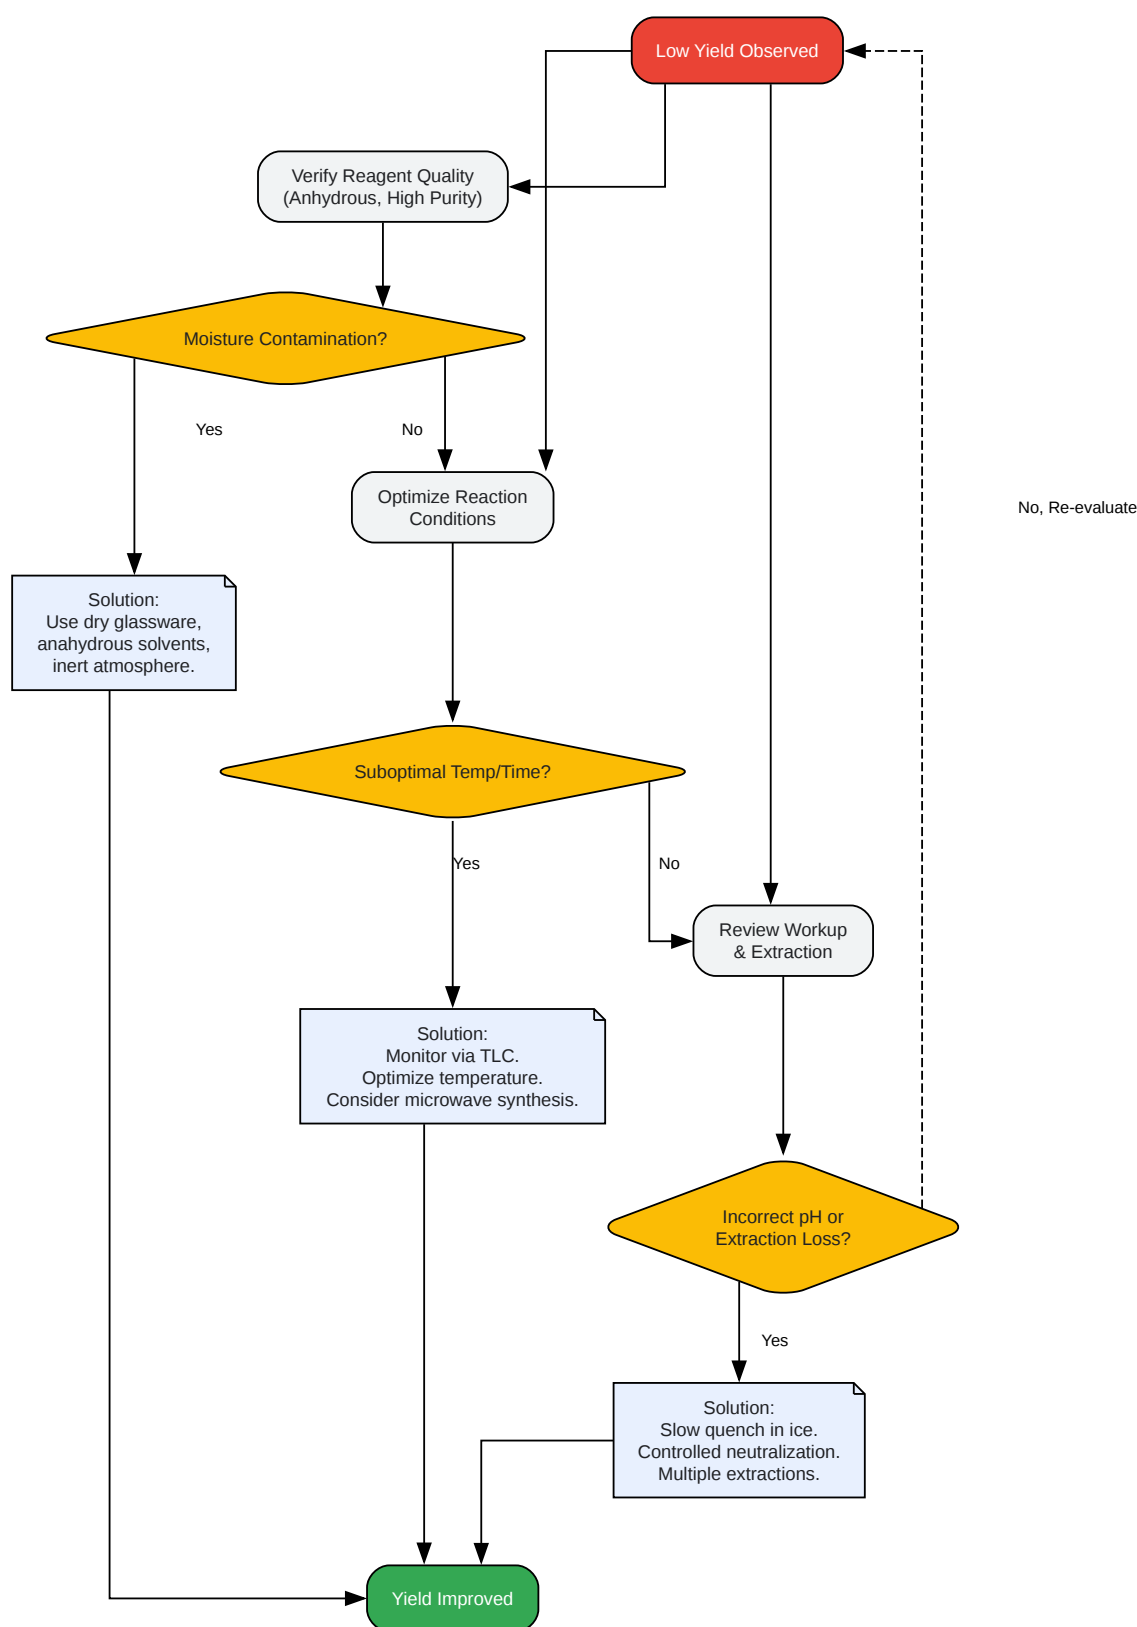 Low Yield Observed
Verify Reagent Quality
(Anhydrous, High Purity)
Moisture Contamination?
Yes
No
Optimize Reaction
Conditions
No, Re-evaluate
Solution:
Use dry glassware,
anahydrous solvents,
inert atmosphere.
Suboptimal Temp/Time?
Yes
No
Review Workup
& Extraction
Solution:
Monitor via TLC.
Optimize temperature.
Consider microwave synthesis.
Incorrect pH or
Extraction Loss?
Yes
Solution:
Slow quench in ice.
Controlled neutralization.
Multiple extractions.
Yield Improved